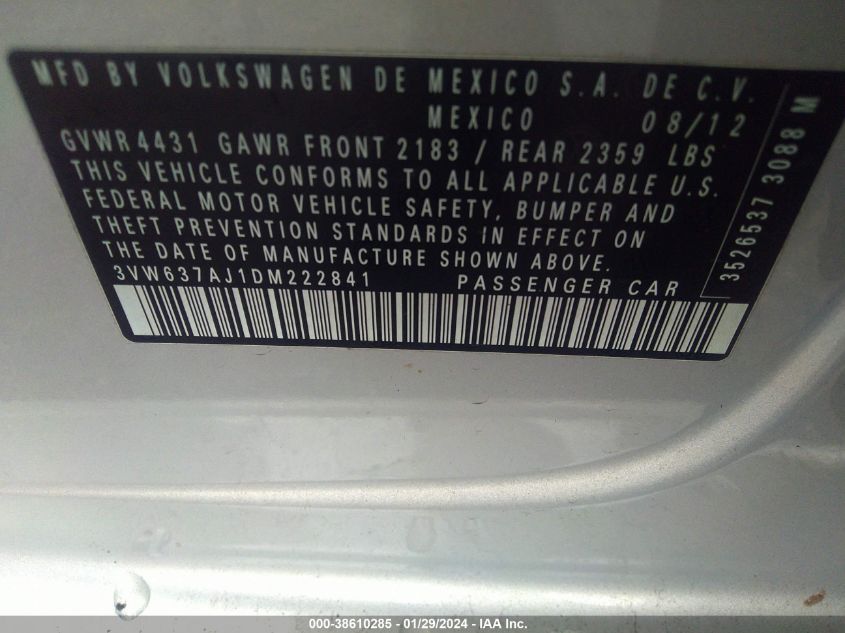 MFD BY VOLKSWAGEN DE MEXICO S.A. DE C.V.
MEXICO 08/12
GVWR 4431 GAWR FRONT 2183 / REAR 2359 LBS
THIS VEHICLE CONFORMS TO ALL APPLICABLE U.S.
FEDERAL MOTOR VEHICLE SAFETY, BUMPER AND
THEFT PREVENTION STANDARDS IN EFFECT ON
THE DATE OF MANUFACTURE SHOWN ABOVE.
3VW637AJ1DM222841 PASSENGER CAR
3526537 3088 M
000-38610285 - 01/29/2024 - IAA Inc.